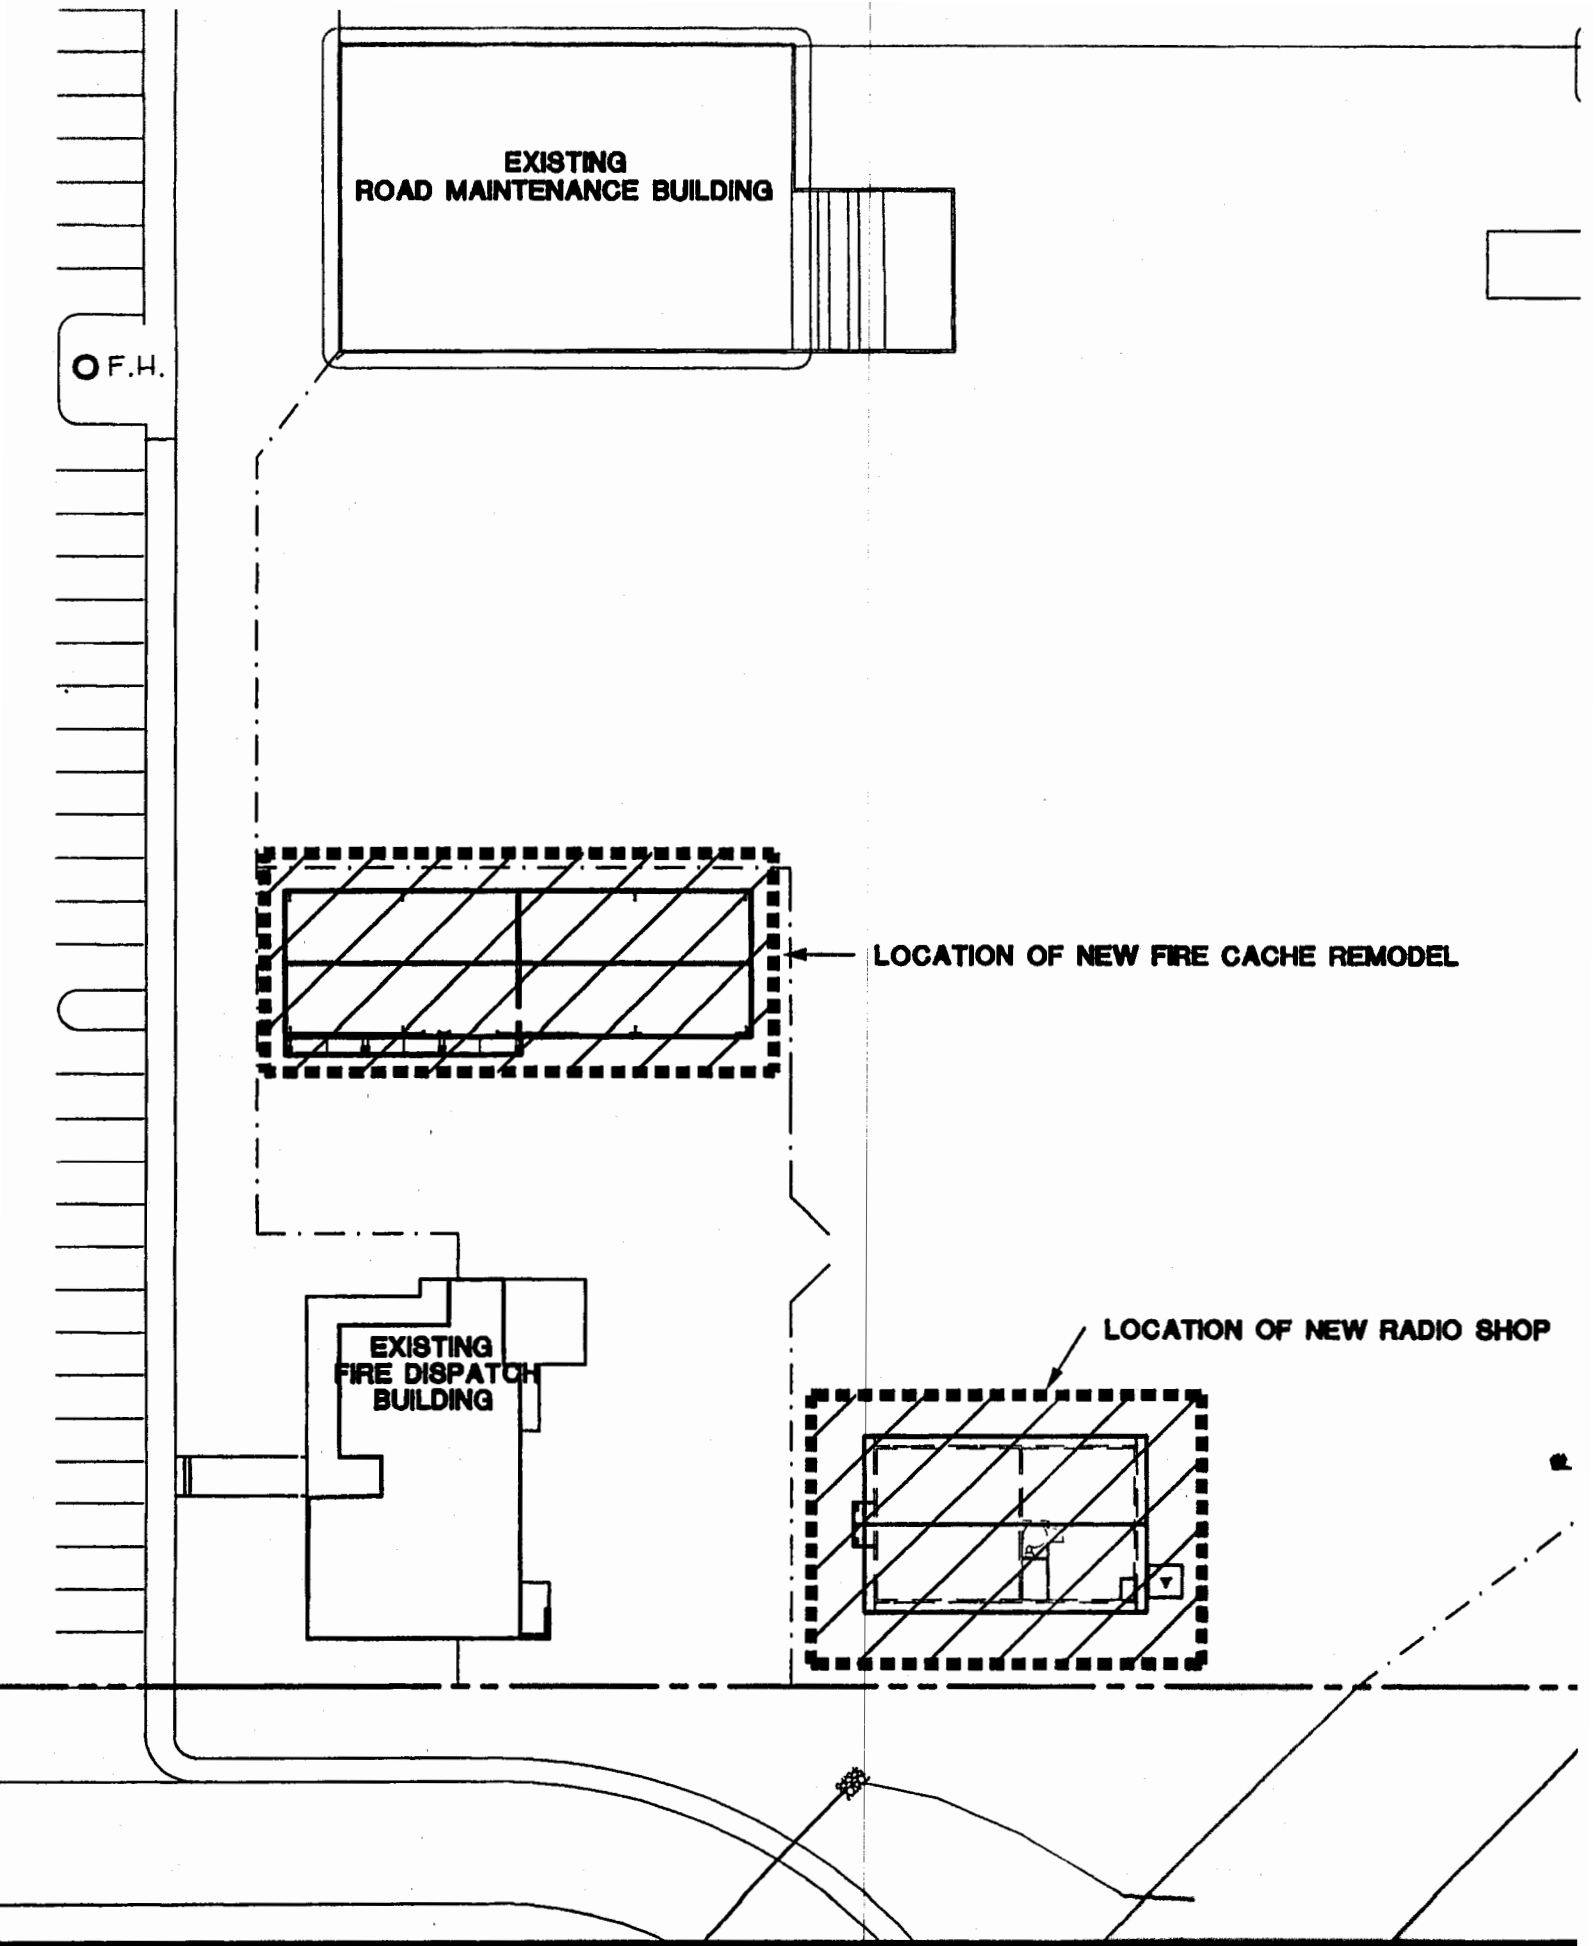 EXISTING
ROAD MAINTENANCE BUILDING
F.H.
LOCATION OF NEW FIRE CACHE REMODEL
LOCATION OF NEW RADIO SHOP
EXISTING
FIRE DISPATCH
BUILDING